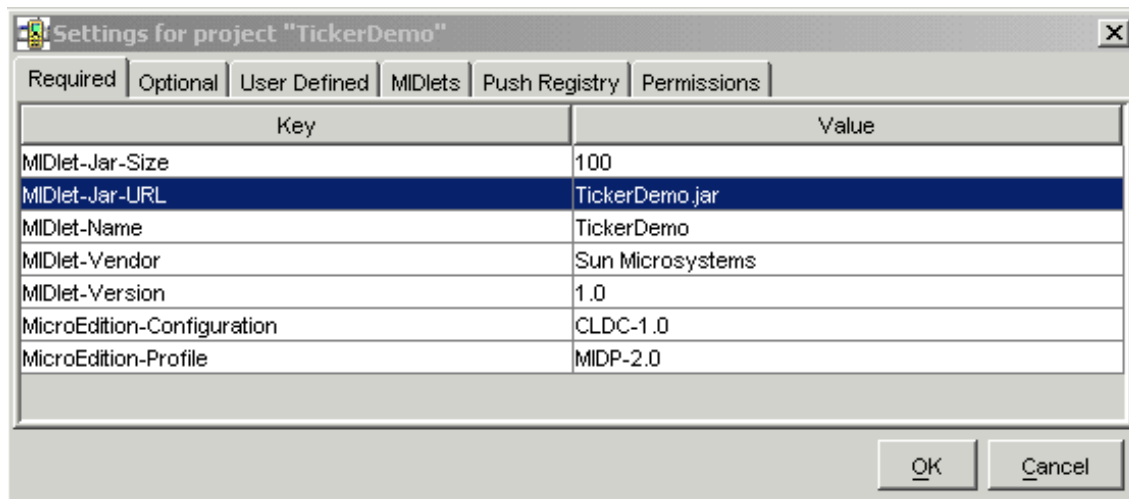 Settings for project "TickerDemo"
Required Optional User Defined MIDlets Push Registry Permissions
Key Value
MIDlet-Jar-Size 100
MIDlet-Jar-URL TickerDemo.jar
MIDlet-Name TickerDemo
MIDlet-Vendor Sun Microsystems
MIDlet-Version 1.0
MicroEdition-Configuration CLDC-1.0
MicroEdition-Profile MIDP-2.0
OK Cancel